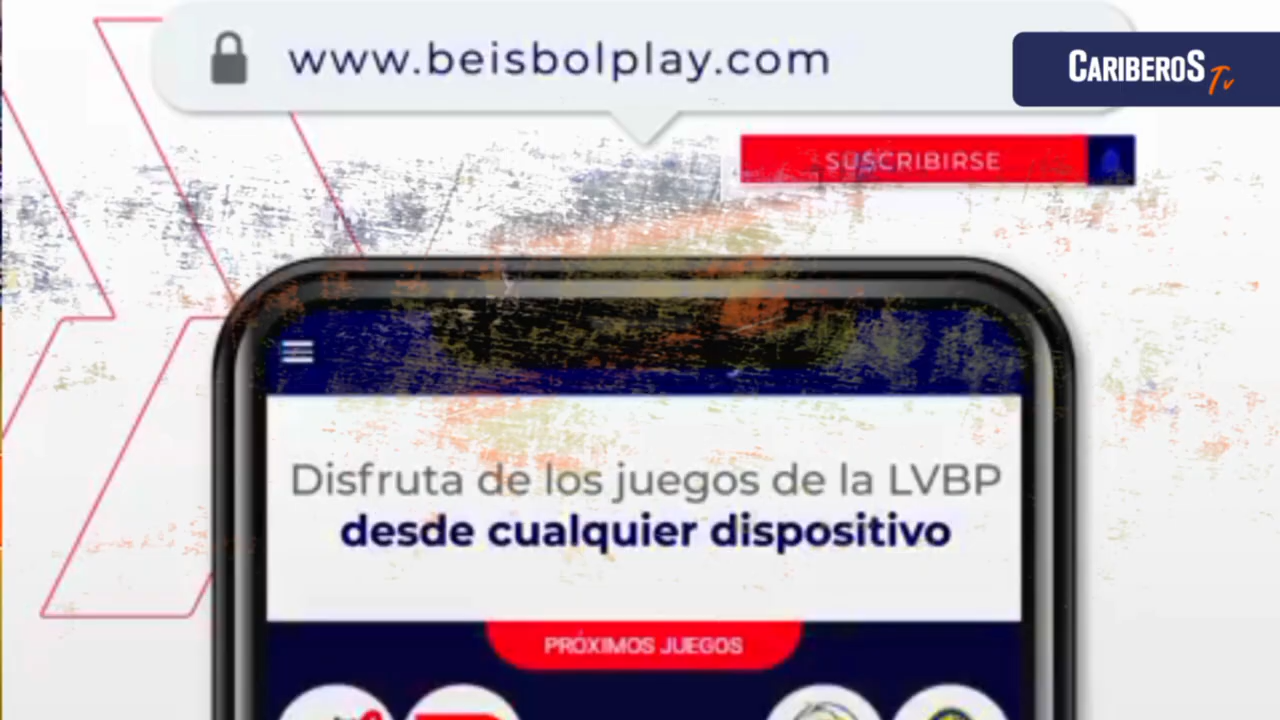 www.beisbolplay.com
CARIBEROS Tv
SUSCRIBIRSE
Disfruta de los juegos de la LVBP
desde cualquier dispositivo
PRÓXIMOS JUEGOS